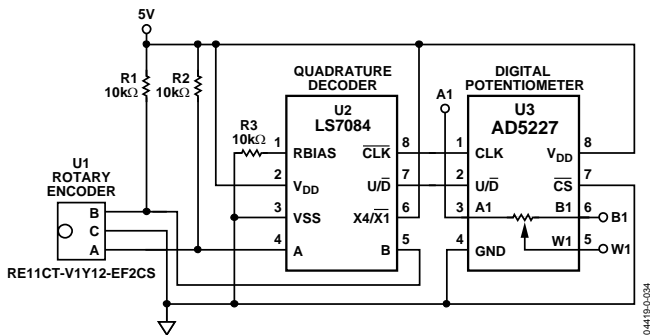 5V
R1
10kΩ
R2
10kΩ
QUADRATURE
DECODER
DIGITAL
POTENTIOMETER
A1
R3
10kΩ
U2
LS7084
U3
AD5227
1 RBIAS CLK 8
2 VDD U/D 7
3 VSS X4/X1 6
4 A B 5
1 CLK VDD 8
2 U/D CS 7
3 A1 B1 6 B1
4 GND W1 5 W1
U1
ROTARY
ENCODER
B
C
A
RE11CT-V1Y12-EF2CS
04419-0-034